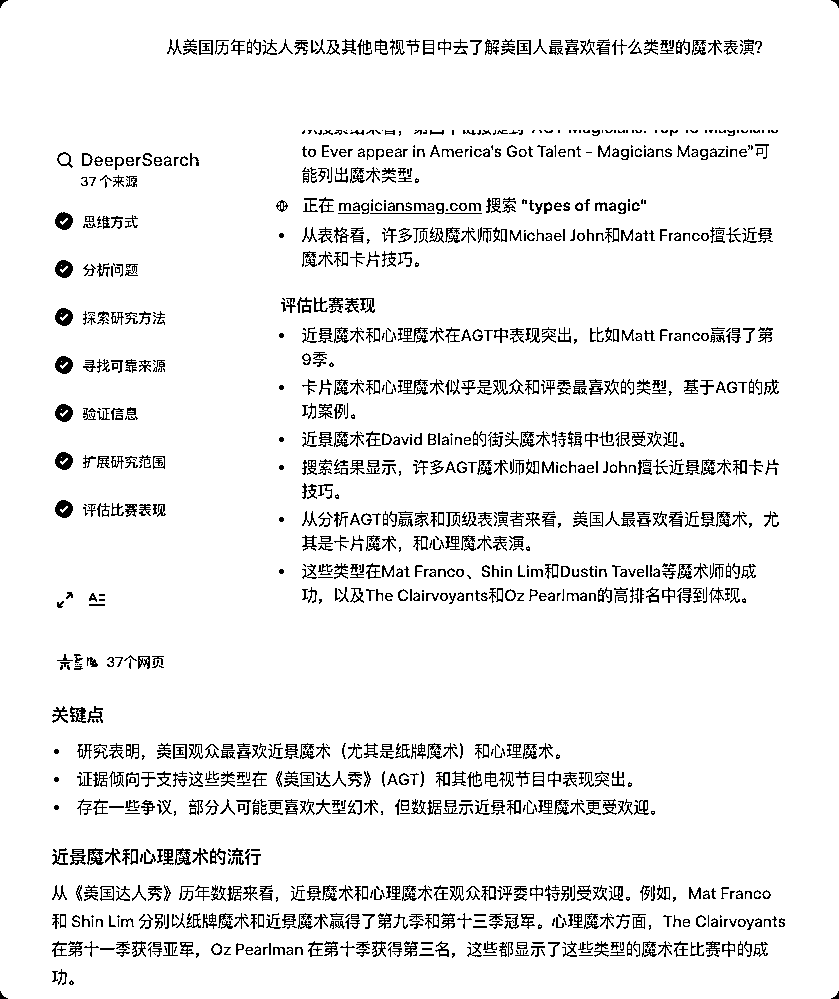 从美国历年的达人秀以及其他电视节目中去了解美国人最喜欢看什么类型的魔术表演？
DeeperSearch
37 个来源
思维方式
分析问题
探索研究方法
寻找可靠来源
验证信息
扩展研究范围
评估比赛表现
从搜索结果来看，第四个链接提到"AGT Magicians: Top 10 Magicians
to Ever appear in America's Got Talent - Magicians Magazine"可
能列出魔术类型。
正在 magiciansmag.com 搜索 "types of magic"
从表格看，许多顶级魔术师如Michael John和Matt Franco擅长近景
魔术和卡片技巧。
评估比赛表现
近景魔术和心理魔术在AGT中表现突出，比如Matt Franco赢得了第
9季。
卡片魔术和心理魔术似乎是观众和评委最喜欢的类型，基于AGT的成
功案例。
近景魔术在David Blaine的街头魔术特辑中也很受欢迎。
搜索结果显示，许多AGT魔术师如Michael John擅长近景魔术和卡片
技巧。
从分析AGT的赢家和顶级表演者来看，美国人最喜欢看近景魔术，尤
其是卡片魔术，和心理魔术表演。
这些类型在Mat Franco、Shin Lim和Dustin Tavella等魔术师的成
功，以及The Clairvoyants和Oz Pearlman的高排名中得到体现。
37个网页
关键点
研究表明，美国观众最喜欢近景魔术（尤其是纸牌魔术）和心理魔术。
证据倾向于支持这些类型在《美国达人秀》（AGT）和其他电视节目中表现突出。
存在一些争议，部分人可能更喜欢大型幻术，但数据显示近景和心理魔术更受欢迎。
近景魔术和心理魔术的流行
从《美国达人秀》历年数据来看，近景魔术和心理魔术在观众和评委中特别受欢迎。例如，Mat Franco
和 Shin Lim 分别以纸牌魔术和近景魔术赢得了第九季和第十三季冠军。心理魔术方面，The Clairvoyants
在第十一季获得亚军，Oz Pearlman 在第十季获得第三名，这些都显示了这些类型的魔术在比赛中的成
功。